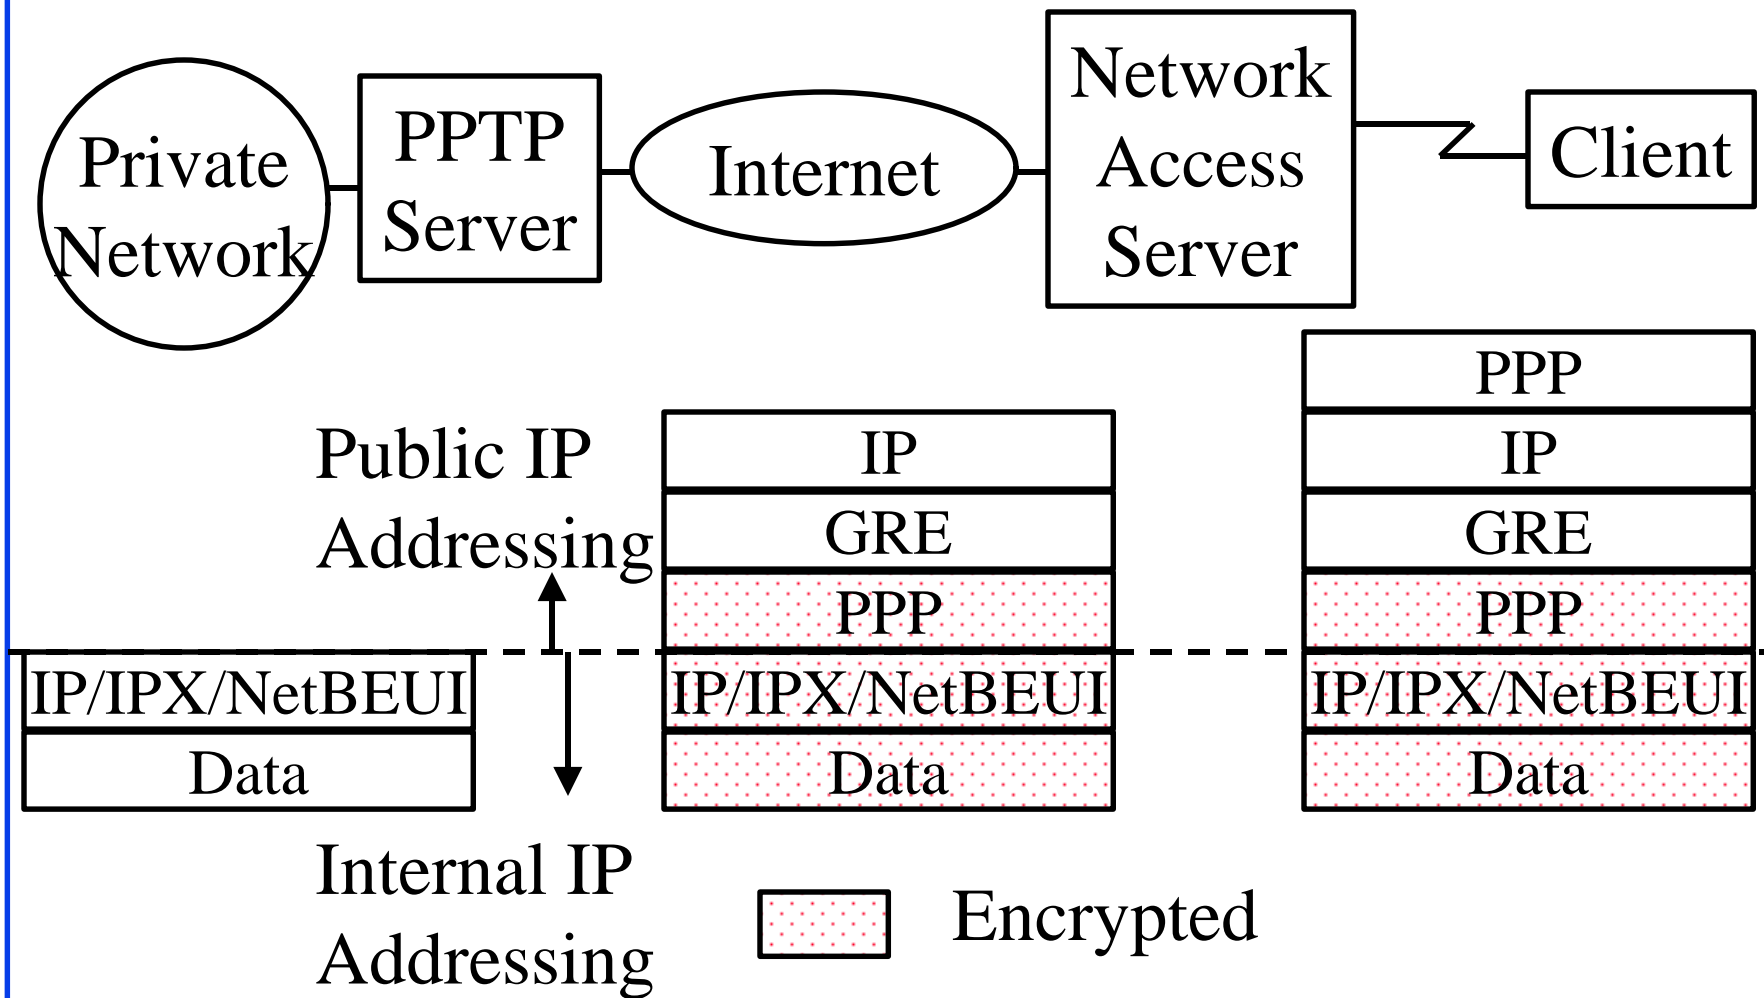 Private
Network
PPTP
Server
Internet
Network
Access
Server
Client
Public IP
Addressing
IP/IPX/NetBEUI
Data
Internal IP
Addressing
IP
GRE
PPP
IP/IPX/NetBEUI
Data
PPP
IP
GRE
PPP
IP/IPX/NetBEUI
Data
Encrypted